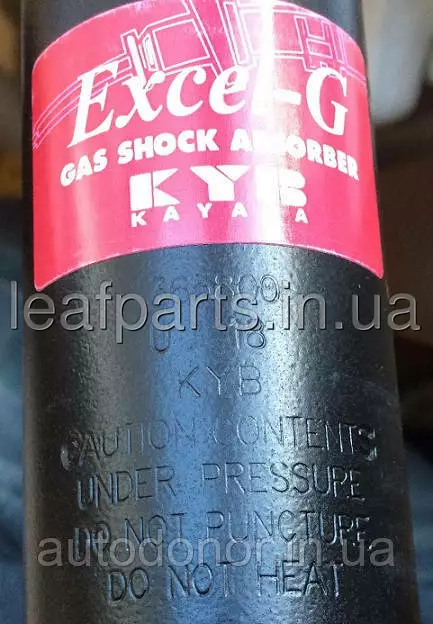 Excel-G
GAS SHOCK ABSORBER
KYB
KAYABA
leafparts.in.ua
KYB
CAUTION CONTENTS
UNDER PRESSURE
DO NOT PUNCTURE,
autodonor.in.ua
DO NOT HEAT